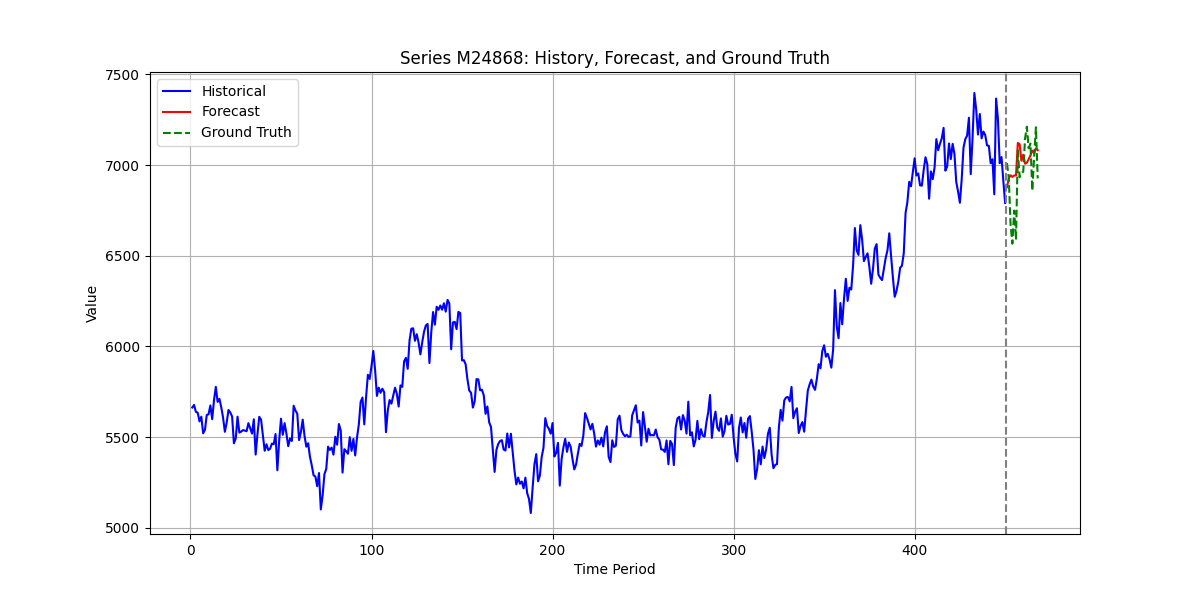 Series M24868: History, Forecast, and Ground Truth
Historical
Forecast
Ground Truth
7500
7000
6500
6000
5500
5000
Value
0
100
200
300
400
Time Period